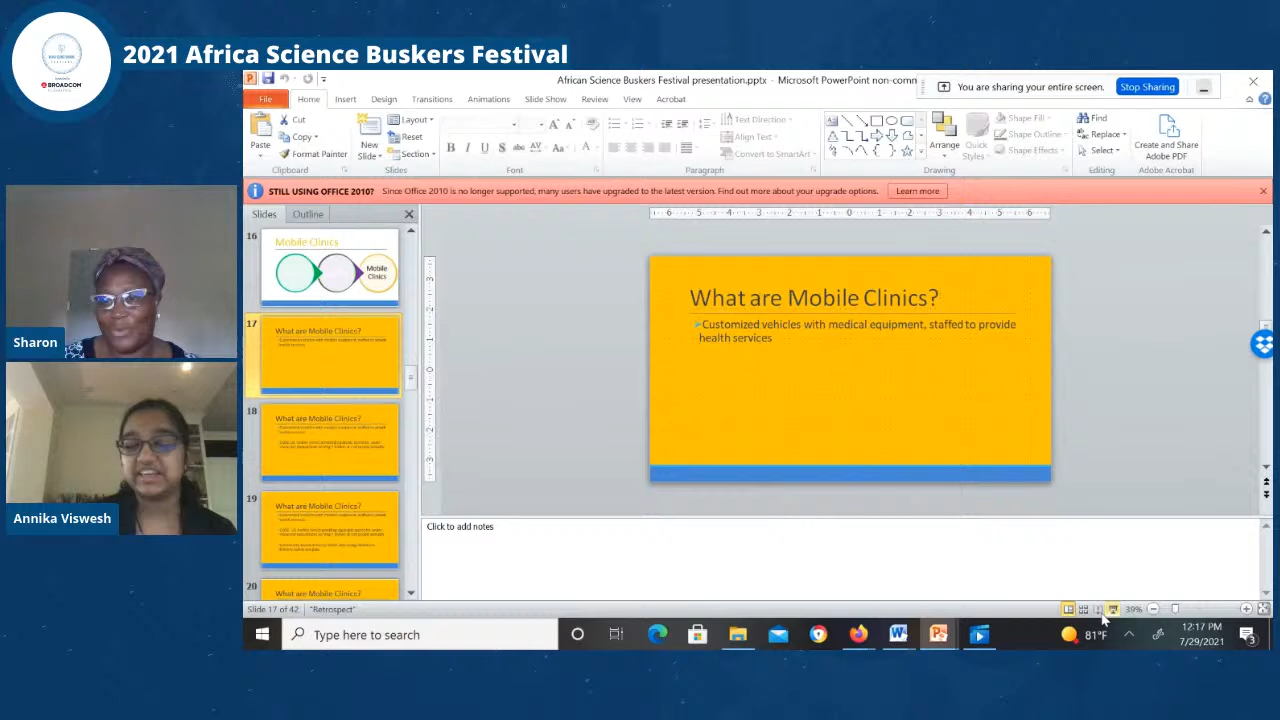 2021 Africa Science Buskers Festival
BROADCOM
African Science Buskers Festival presentation.pptx - Microsoft PowerPoint non-comm
You are sharing your entire screen.
Stop Sharing
File
Home
Insert
Design
Transitions
Animations
Slide Show
Review
View
Acrobat
Paste
Cut
Copy
Format Painter
Clipboard
New
Slide
Layout
Reset
Section
Slides
Font
Text Direction
Align Text
Convert to SmartArt
Paragraph
Arrange
Quick
Styles
Shape Fill
Shape Outline
Shape Effects
Drawing
Find
Replace
Select
Editing
Create and Share
Adobe PDF
Adobe Acrobat
STILL USING OFFICE 2010? Since Office 2010 is no longer supported, many users have upgraded to the latest version. Find out more about your upgrade options.
Learn more
Slides
Outline
16
Mobile Clinics
Mobile
Clinics
17
What are Mobile Clinics?
18
What are Mobile Clinics?
19
What are Mobile Clinics?
20
What are Mobile Clinics?
What are Mobile Clinics?
Customized vehicles with medical equipment, staffed to provide
health services
Click to add notes
Sharon
Annika Viswesh
Slide 17 of 42
"Retrospect"
39%
Type here to search
81°F
12:17 PM
7/29/2021
3